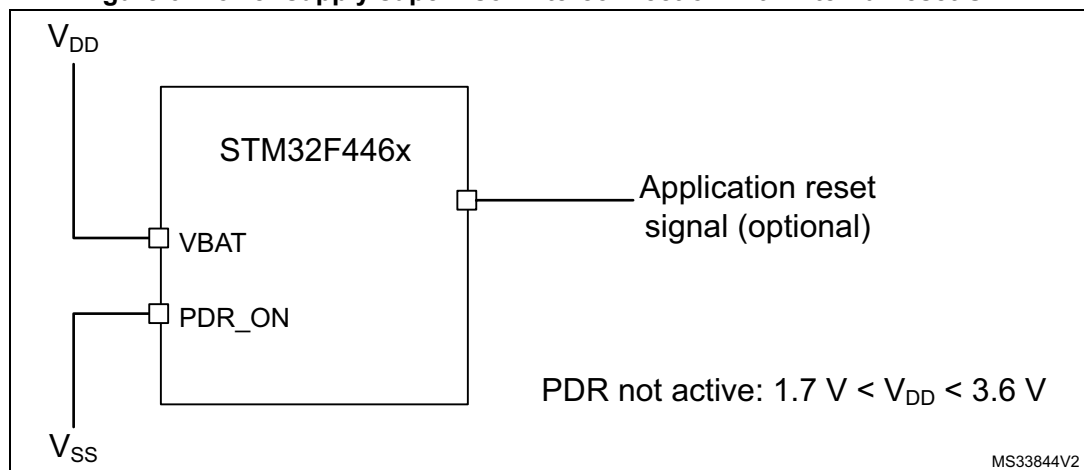 V_DD
STM32F446x
Application reset
signal (optional)
VBAT
PDR_ON
PDR not active: 1.7 V < V_DD < 3.6 V
V_SS
MS33844V2